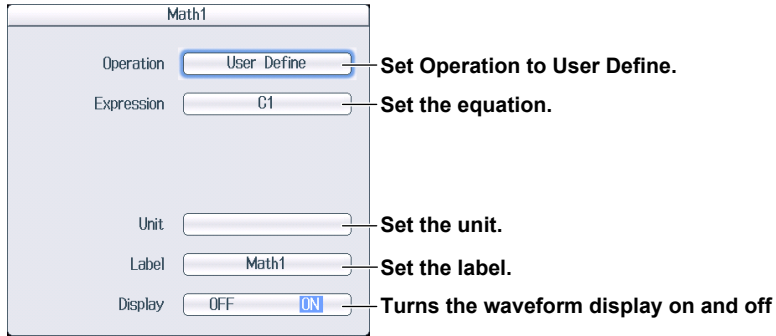 Math1
Operation User Define Set Operation to User Define.
Expression C1 Set the equation.
Unit Set the unit.
Label Math1 Set the label.
Display OFF ON Turns the waveform display on and off